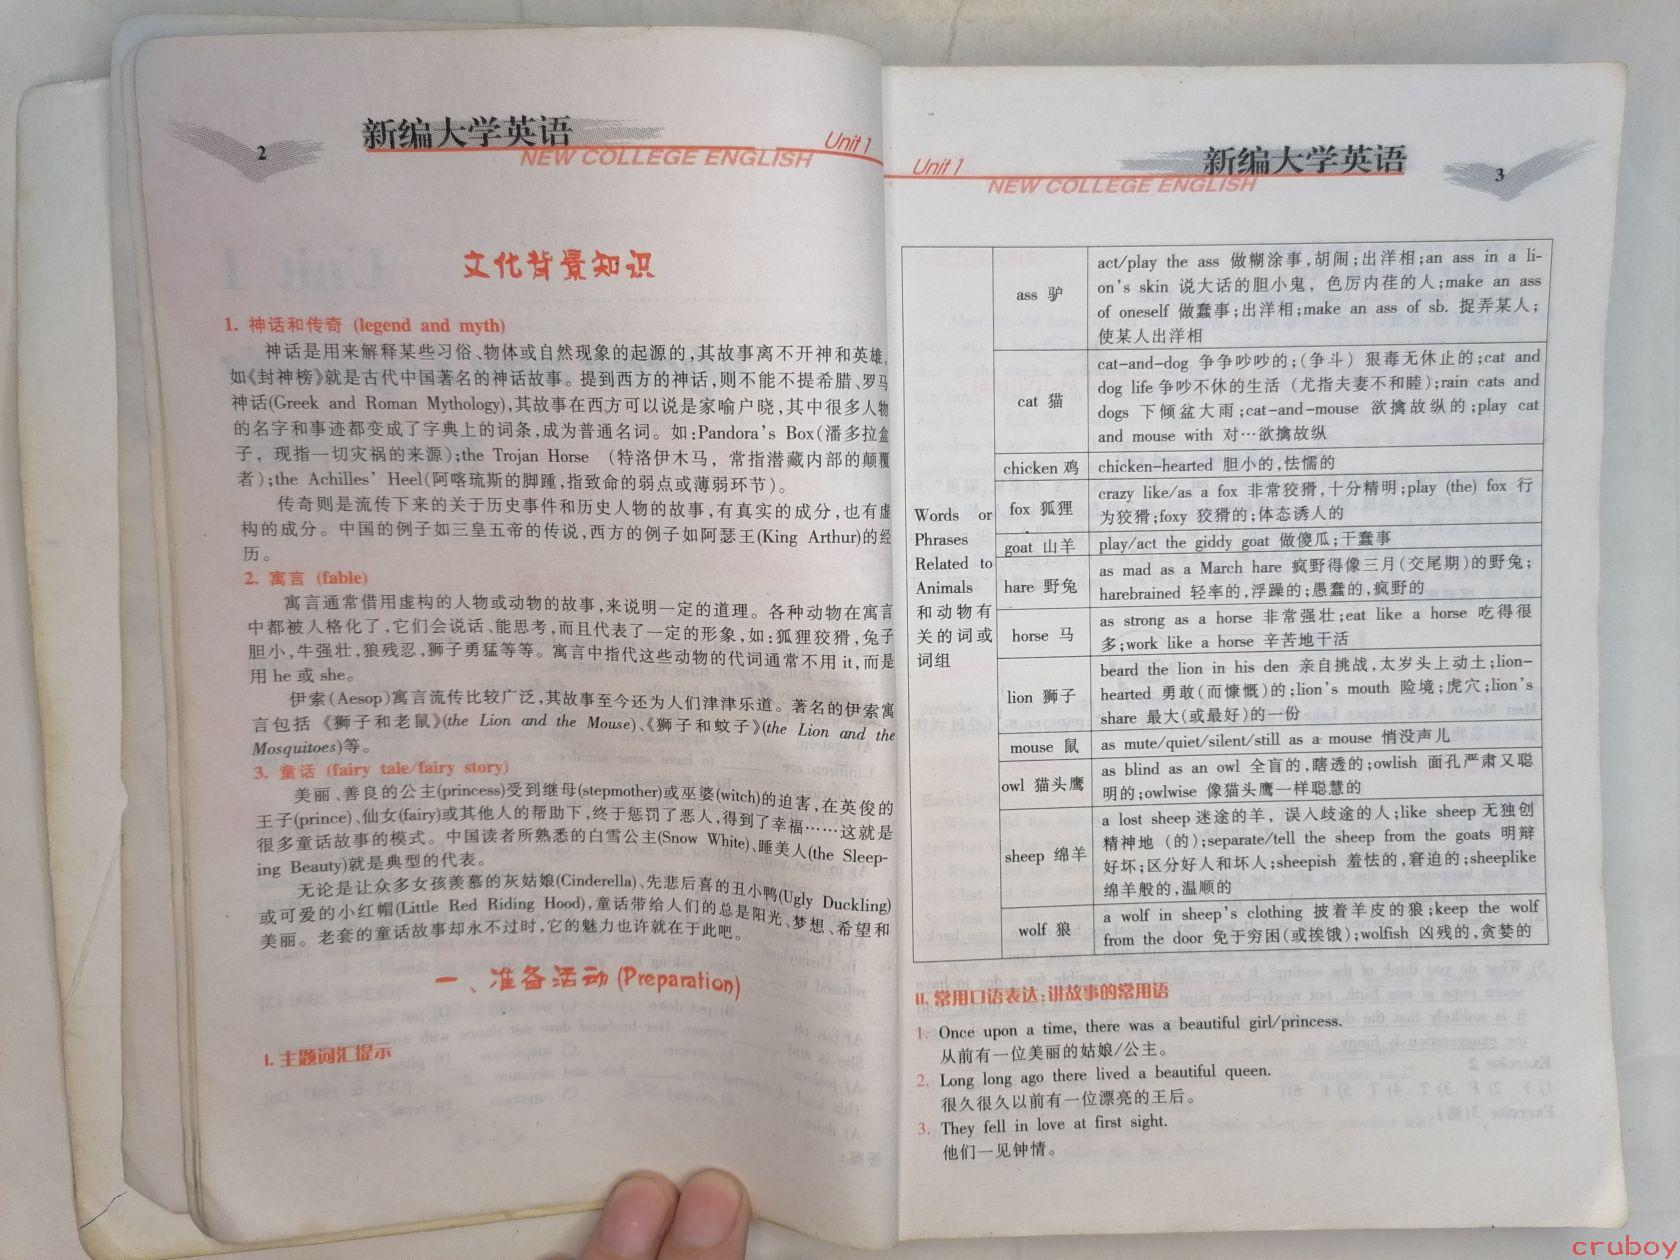 2
新编大学英语
NEW COLLEGE ENGLISH
Unit 1
文化背景知识
1. 神话和传奇 (legend and myth)
神话是用来解释某些习俗、物体或自然现象的起源的,其故事离不开神和英雄,
如《封神榜》就是古代中国著名的神话故事。提到西方的神话,则不能不提希腊、罗马
神话(Greek and Roman Mythology),其故事在西方可以说是家喻户晓,其中很多人物
的名字和事迹都变成了字典上的词条,成为普通名词。如:Pandora's Box(潘多拉盒
子, 现指一切灾祸的来源);the Trojan Horse (特洛伊木马, 常指潜藏内部的颠覆
者);the Achilles' Heel(阿喀琉斯的脚踵,指致命的弱点或薄弱环节)。
传奇则是流传下来的关于历史事件和历史人物的故事,有真实的成分,也有虚
构的成分。中国的例子如三皇五帝的传说,西方的例子如阿瑟王(King Arthur)的经
历。
2. 寓言 (fable)
寓言通常借用虚构的人物或动物的故事,来说明一定的道理。各种动物在寓言
中都被人格化了,它们会说话、能思考,而且代表了一定的形象,如:狐狸狡猾,兔子
胆小,牛强壮,狼残忍,狮子勇猛等等。寓言中指代这些动物的代词通常不用 it,而是
用 he 或 she。
伊索(Aesop)寓言流传比较广泛,其故事至今还为人们津津乐道。著名的伊索寓
言包括《狮子和老鼠》(the Lion and the Mouse)、《狮子和蚊子》(the Lion and the
Mosquitoes)等。
3. 童话 (fairy tale/fairy story)
美丽、善良的公主(princess)受到继母(stepmother)或巫婆(witch)的迫害,在英俊的
王子(prince)、仙女(fairy)或其他人的帮助下,终于惩罚了恶人,得到了幸福……这就是
很多童话故事的模式。中国读者所熟悉的白雪公主(Snow White)、睡美人(the Sleep-
ing Beauty)就是典型的代表。
无论是让众多女孩羡慕的灰姑娘(Cinderella)、先悲后喜的丑小鸭(Ugly Duckling)
或可爱的小红帽(Little Red Riding Hood),童话带给人们的总是阳光、梦想、希望和
美丽。老套的童话故事却永不过时,它的魅力也许就在于此吧。
一、准备活动(Preparation)
I. 主题词汇提示
Unit 1
新编大学英语
NEW COLLEGE ENGLISH
3
Words or
Phrases
Related to
Animals
和动物有
关的词或
词组
ass 驴
act/play the ass 做糊涂事,胡闹;出洋相;an ass in a li-
on's skin 说大话的胆小鬼, 色厉内荏的人;make an ass
of oneself 做蠢事;出洋相;make an ass of sb. 捉弄某人;
使某人出洋相
cat 猫
cat-and-dog 争争吵吵的;(争斗) 狠毒无休止的;cat and
dog life 争吵不休的生活 (尤指夫妻不和睦);rain cats and
dogs 下倾盆大雨;cat-and-mouse 欲擒故纵的;play cat
and mouse with 对…欲擒故纵
chicken 鸡
chicken-hearted 胆小的,怯懦的
fox 狐狸
crazy like/as a fox 非常狡猾,十分精明;play (the) fox 行
为狡猾;foxy 狡猾的;体态诱人的
goat 山羊
play/act the giddy goat 做傻瓜;干蠢事
hare 野兔
as mad as a March hare 疯野得像三月(交尾期)的野兔;
harebrained 轻率的,浮躁的;愚蠢的,疯野的
horse 马
as strong as a horse 非常强壮;eat like a horse 吃得很
多;work like a horse 辛苦地干活
lion 狮子
beard the lion in his den 亲自挑战,太岁头上动土;lion-
hearted 勇敢(而慷慨)的;lion's mouth 险境;虎穴;lion's
share 最大(或最好)的一份
mouse 鼠
as mute/quiet/silent/still as a mouse 悄没声儿
owl 猫头鹰
as blind as an owl 全盲的,瞎透的;owlish 面孔严肃又聪
明的;owlwise 像猫头鹰一样聪慧的
sheep 绵羊
a lost sheep 迷途的羊, 误入歧途的人;like sheep 无独创
精神地 (的);separate/tell the sheep from the goats 明辩
好坏;区分好人和坏人;sheepish 羞怯的,窘迫的;sheeplike
绵羊般的,温顺的
wolf 狼
a wolf in sheep's clothing 披着羊皮的狼;keep the wolf
from the door 免于穷困(或挨饿);wolfish 凶残的,贪婪的
II. 常用口语表达:讲故事的常用语
1. Once upon a time, there was a beautiful girl/princess.
从前有一位美丽的姑娘/公主。
2. Long long ago there lived a beautiful queen.
很久很久以前有一位漂亮的王后。
3. They fell in love at first sight.
他们一见钟情。
cruboy